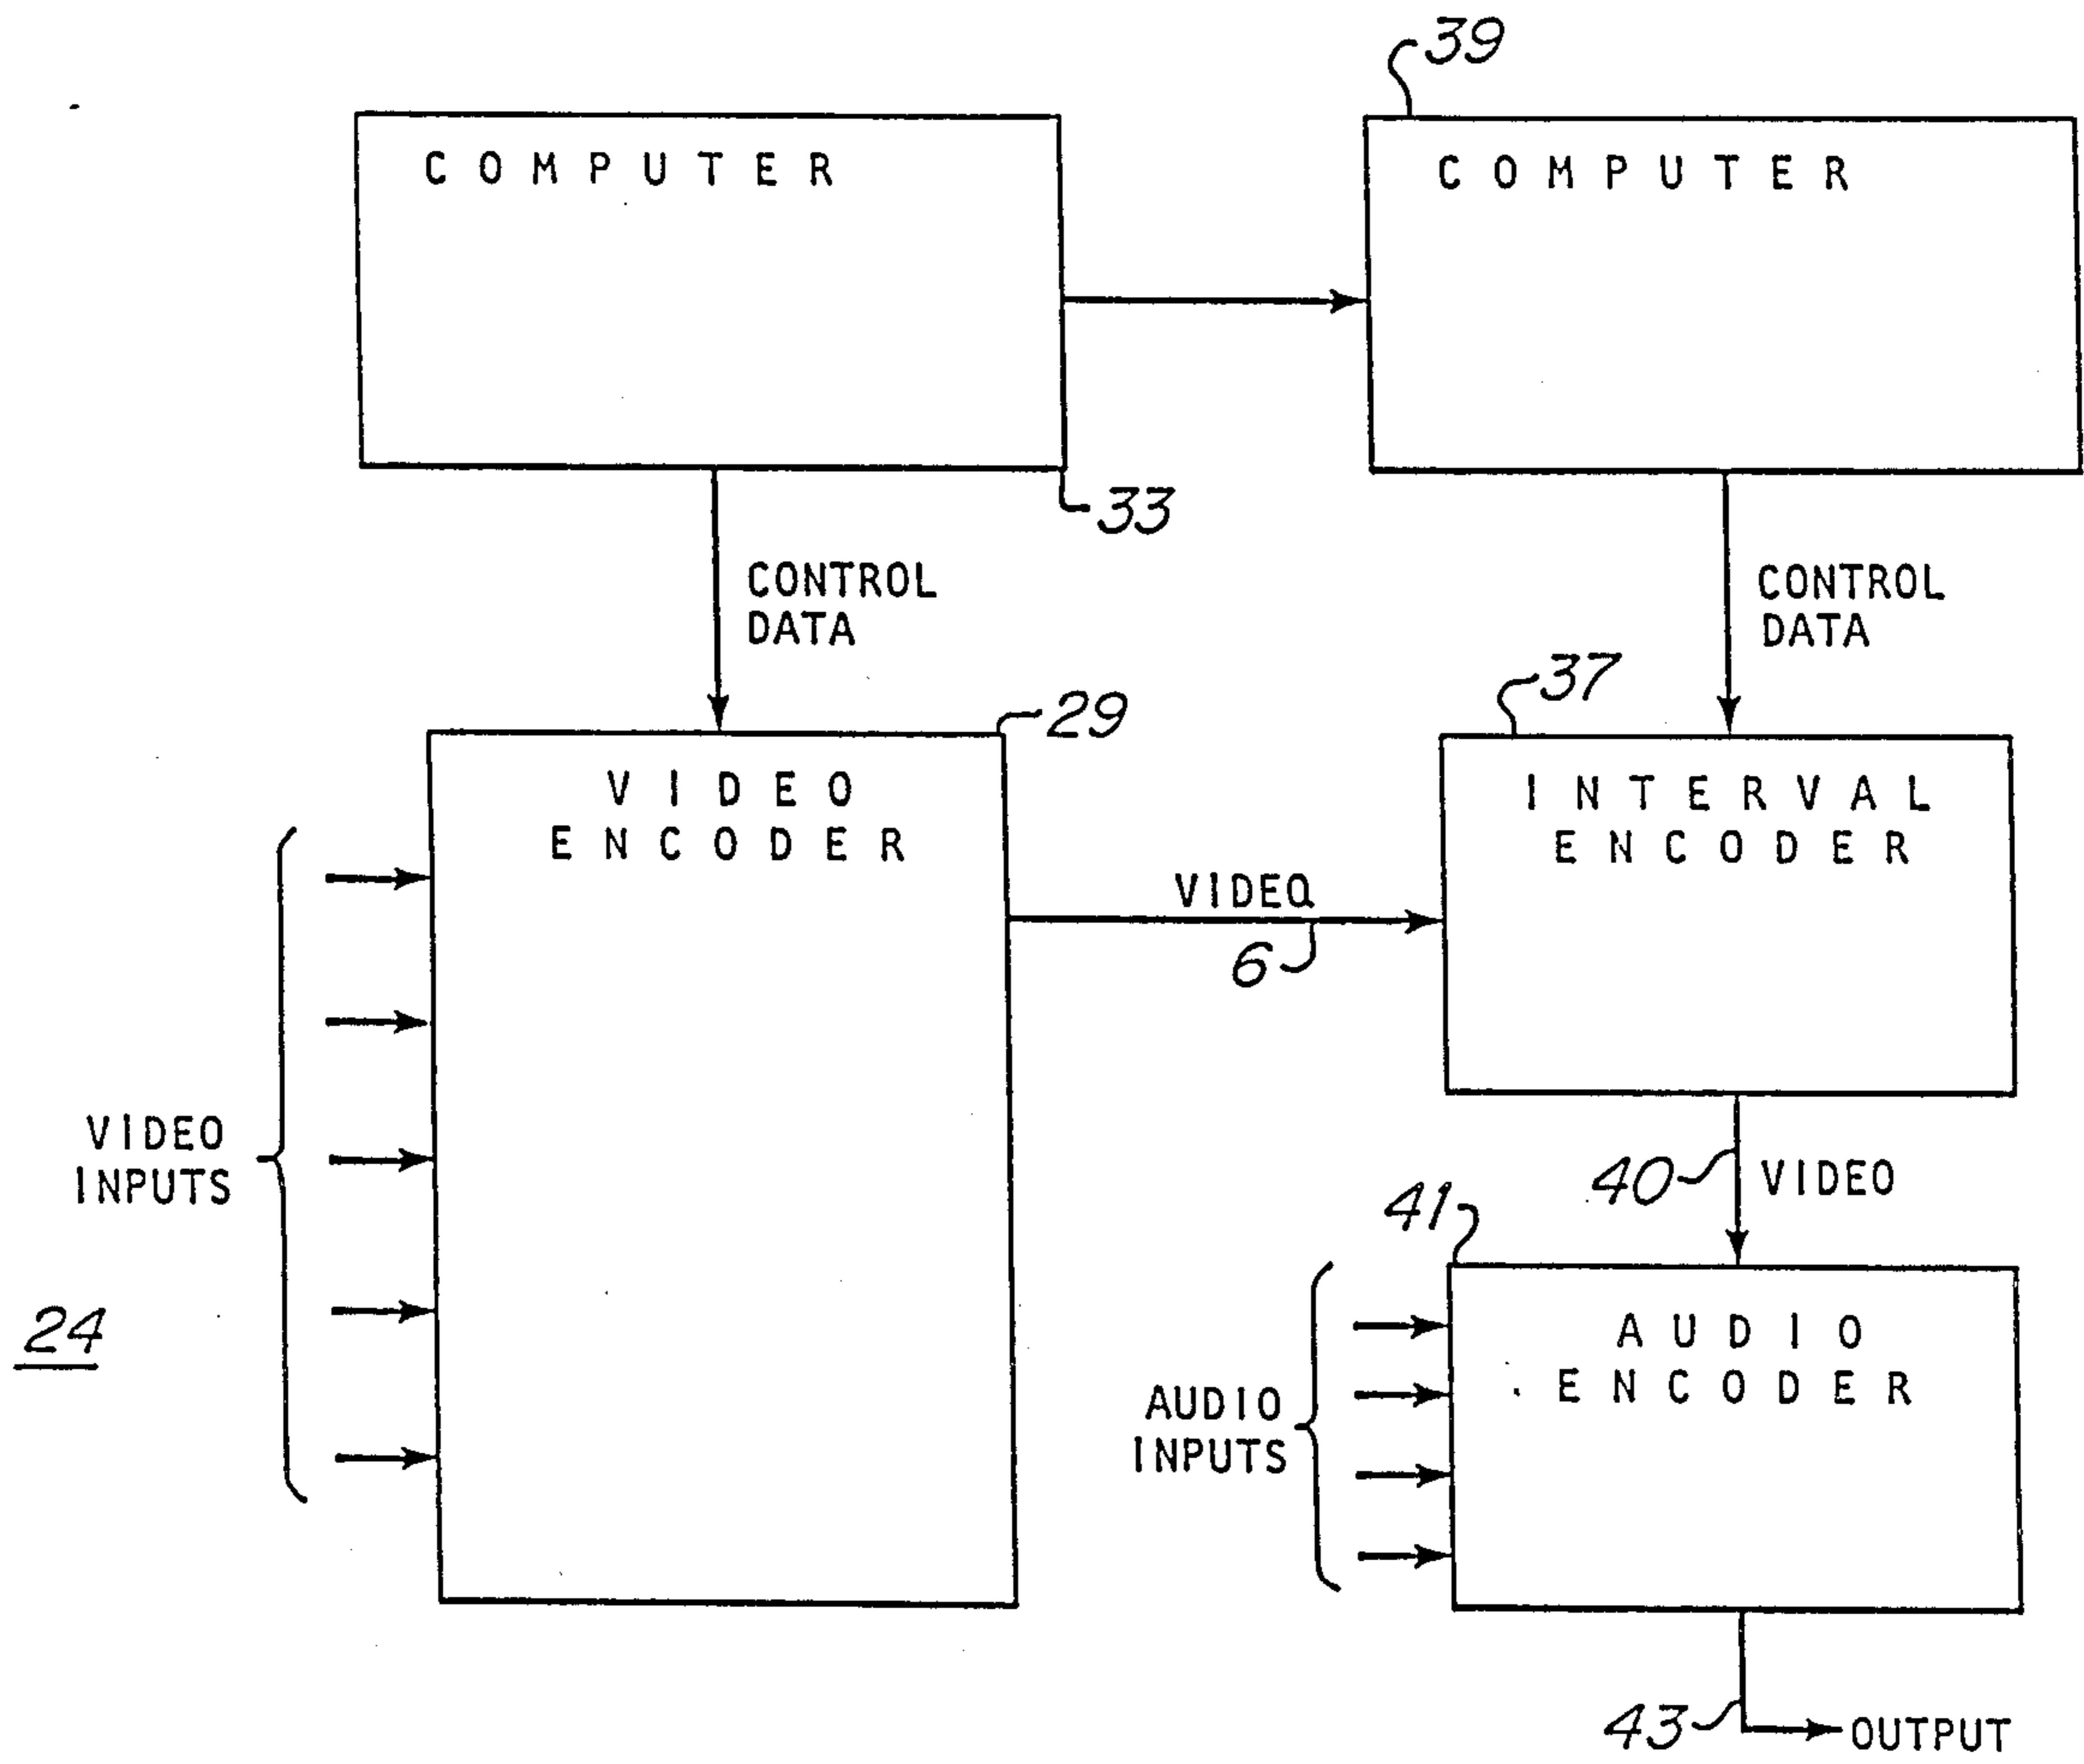 39
COMPUTER
COMPUTER
33
CONTROL
DATA
CONTROL
DATA
37
29
VIDEO
ENCODER
INTERVAL
ENCODER
VIDEO
6
VIDEO
INPUTS
40
VIDEO
41
24
AUDIO
ENCODER
AUDIO
INPUTS
43
OUTPUT